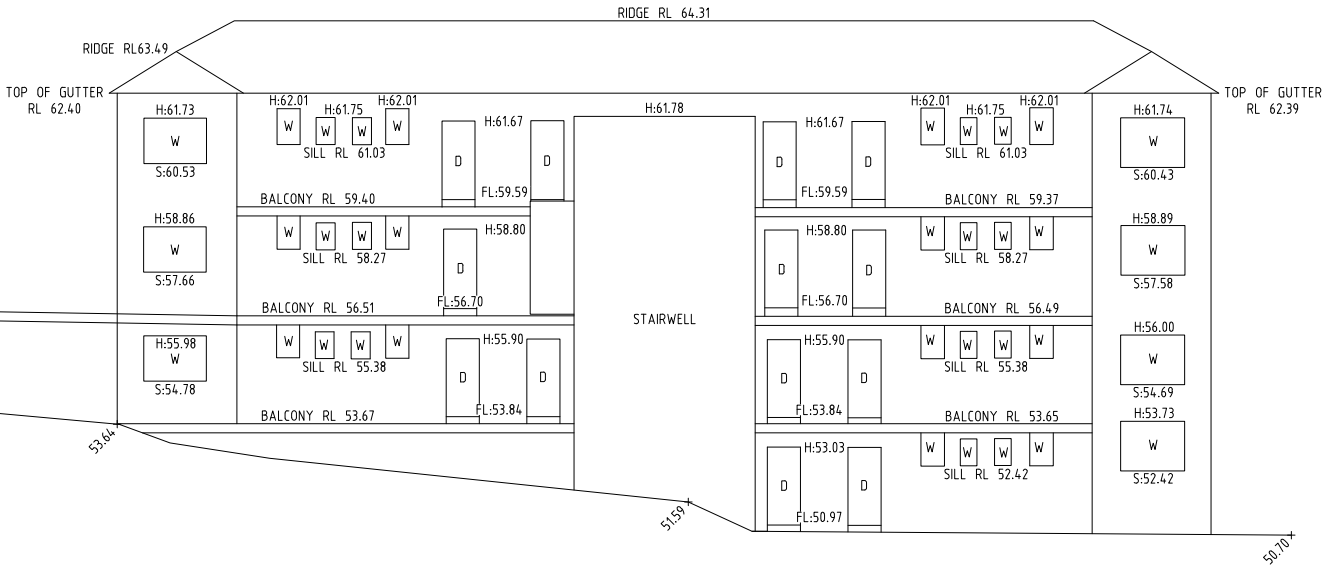 RIDGE RL 64.31
RIDGE RL63.49
TOP OF GUTTER
RL 62.40
TOP OF GUTTER
RL 62.39
H:61.73
W
S:60.53
H:62.01
H:61.75
H:62.01
W
W
W
W
SILL RL 61.03
H:61.67
D
D
FL:59.59
BALCONY RL 59.40
H:61.78
H:61.67
D
D
FL:59.59
H:62.01
H:61.75
H:62.01
W
W
W
W
SILL RL 61.03
BALCONY RL 59.37
H:61.74
W
S:60.43
H:58.86
W
S:57.66
W
W
W
W
SILL RL 58.27
H:58.80
D
FL:56.70
BALCONY RL 56.51
STAIRWELL
H:58.80
D
D
FL:56.70
W
W
W
W
SILL RL 58.27
BALCONY RL 56.49
H:58.89
W
S:57.58
H:55.98
W
S:54.78
W
W
W
W
SILL RL 55.38
H:55.90
D
D
FL:53.84
BALCONY RL 53.67
H:55.90
D
D
FL:53.84
W
W
W
W
SILL RL 55.38
BALCONY RL 53.65
H:56.00
W
S:54.69
H:53.73
W
S:52.42
H:53.03
D
D
FL:50.97
W
W
W
W
SILL RL 52.42
53.64
51.59
50.70